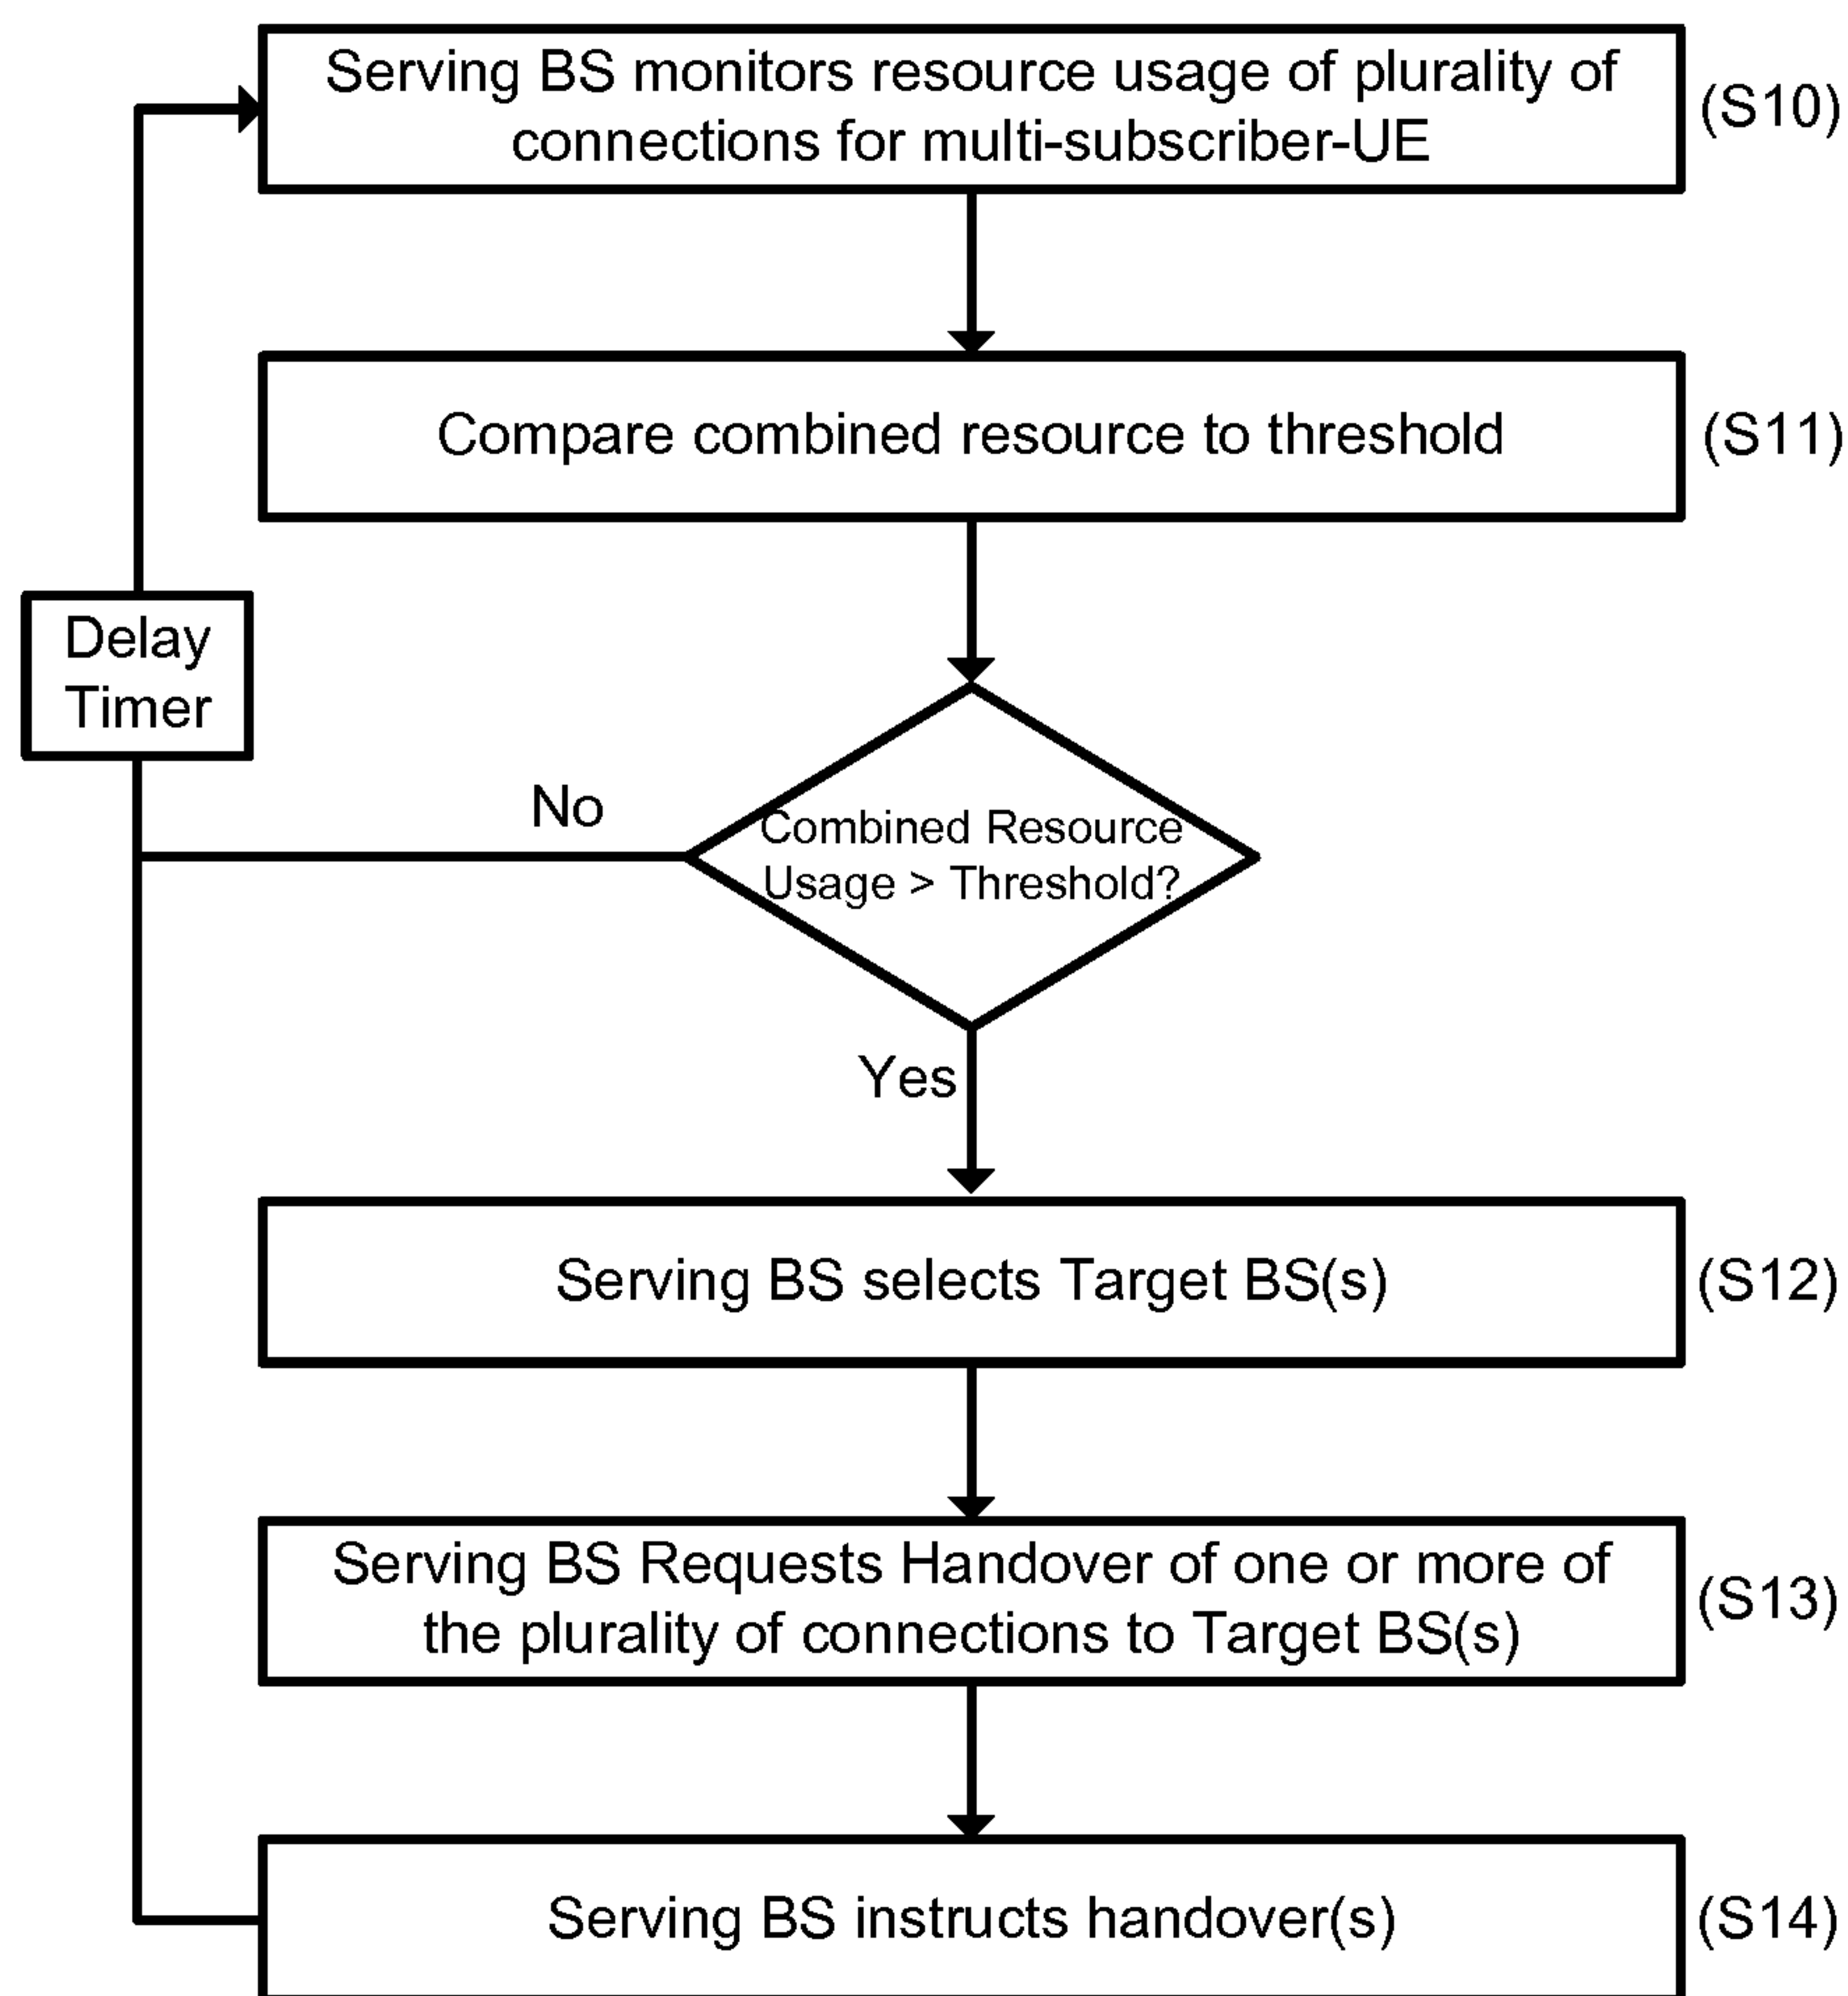 Serving BS monitors resource usage of plurality of
connections for multi-subscriber-UE
(S10)
Compare combined resource to threshold
(S11)
Delay
Timer
No
Combined Resource
Usage > Threshold?
Yes
Serving BS selects Target BS(s)
(S12)
Serving BS Requests Handover of one or more of
the plurality of connections to Target BS(s)
(S13)
Serving BS instructs handover(s)
(S14)